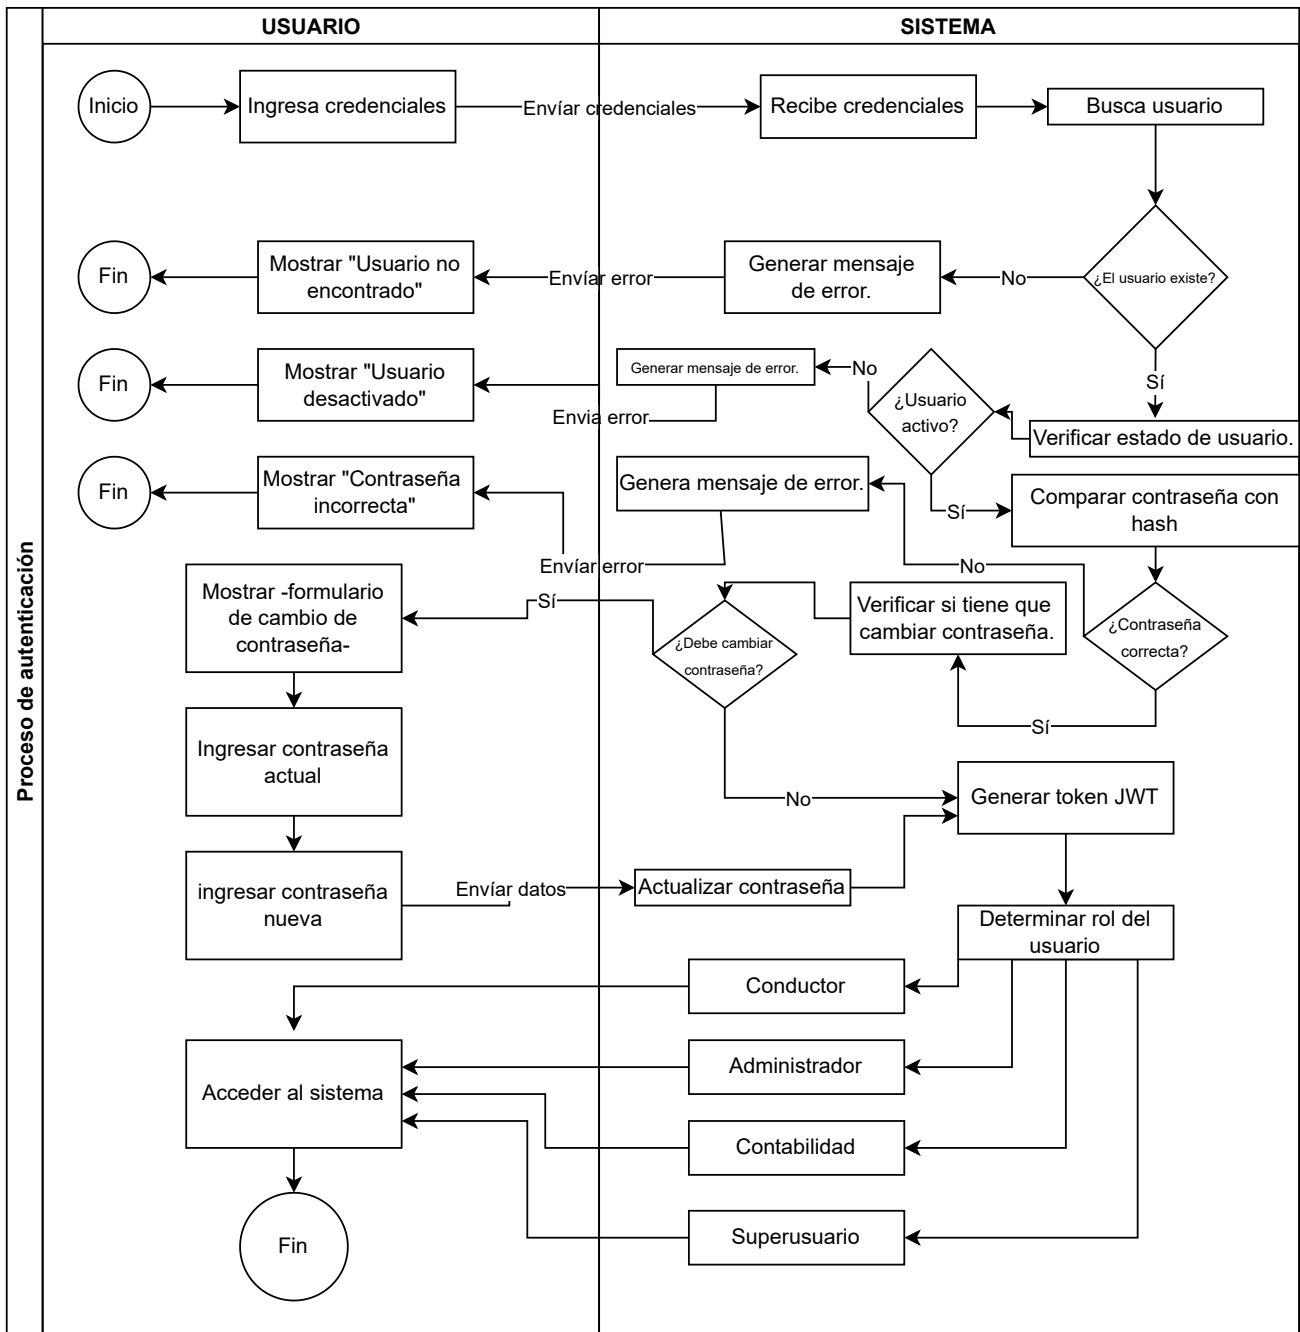 USUARIO
SISTEMA
Proceso de autenticación
Inicio
Ingresa credenciales
Envíar credenciales
Recibe credenciales
Busca usuario
¿El usuario existe?
No
Generar mensaje
de error.
Envíar error
Mostrar "Usuario no
encontrado"
Fin
Sí
Verificar estado de usuario.
¿Usuario
activo?
No
Generar mensaje de error.
Envia error
Mostrar "Usuario
desactivado"
Fin
Sí
Comparar contraseña con
hash
¿Contraseña
correcta?
No
Genera mensaje de error.
Envíar error
Mostrar "Contraseña
incorrecta"
Fin
Sí
Verificar si tiene que
cambiar contraseña.
¿Debe cambiar
contraseña?
Sí
Mostrar -formulario
de cambio de
contraseña-
Ingresar contraseña
actual
ingresar contraseña
nueva
Envíar datos
Actualizar contraseña
No
Generar token JWT
Determinar rol del
usuario
Conductor
Administrador
Contabilidad
Superusuario
Acceder al sistema
Fin